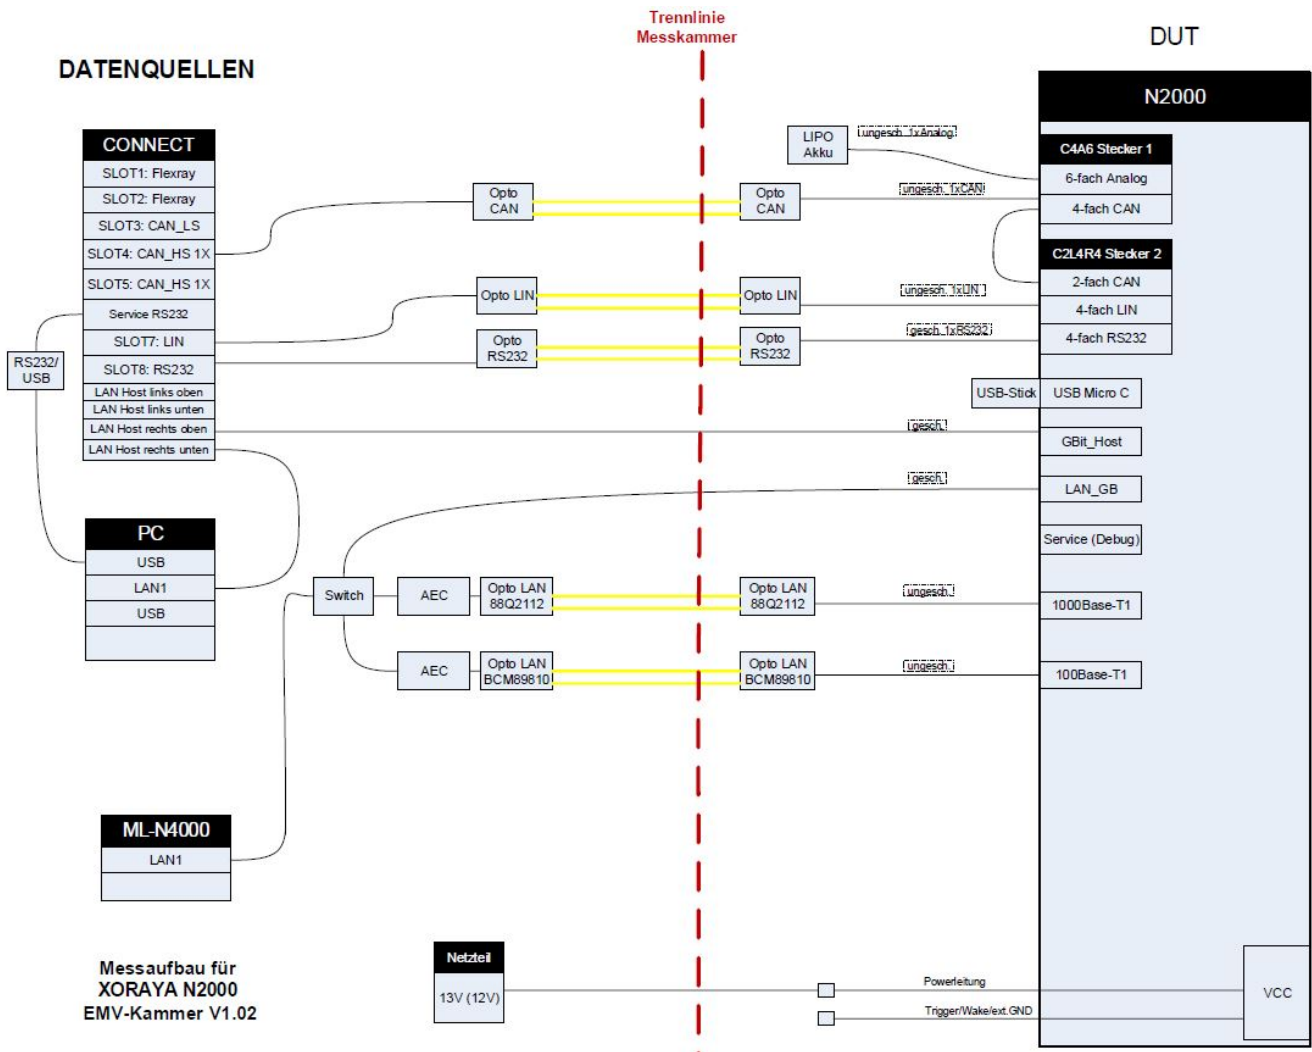 Trennlinie
Messkammer
DUT
DATENQUELLEN
N2000
CONNECT
SLOT1: Flexray
SLOT2: Flexray
SLOT3: CAN_LS
SLOT4: CAN_HS 1X
SLOT5: CAN_HS 1X
Service RS232
SLOT7: LIN
SLOT8: RS232
LAN Host links oben
LAN Host links unten
LAN Host rechts oben
LAN Host rechts unten
RS232/
USB
PC
USB
LAN1
USB
ML-N4000
LAN1
Messaufbau für
XORAYA N2000
EMV-Kammer V1.02
Opto
CAN
Opto
CAN
Opto LIN
Opto LIN
Opto
RS232
Opto
RS232
Switch
AEC
Opto LAN
88Q2112
Opto LAN
88Q2112
AEC
Opto LAN
BCM89810
Opto LAN
BCM89810
Netzteil
13V (12V)
LIPO
Akku
ungesch. 1xAnalog
ungesch. 1xCAN
ungesch. 1xLIN
gesch. 1xRS232
gesch.
gesch.
ungesch.
ungesch.
Powerleitung
Trigger/Wake/ext.GND
C4A6 Stecker 1
6-fach Analog
4-fach CAN
C2L4R4 Stecker 2
2-fach CAN
4-fach LIN
4-fach RS232
USB-Stick
USB Micro C
GBit_Host
LAN_GB
Service (Debug)
1000Base-T1
100Base-T1
VCC